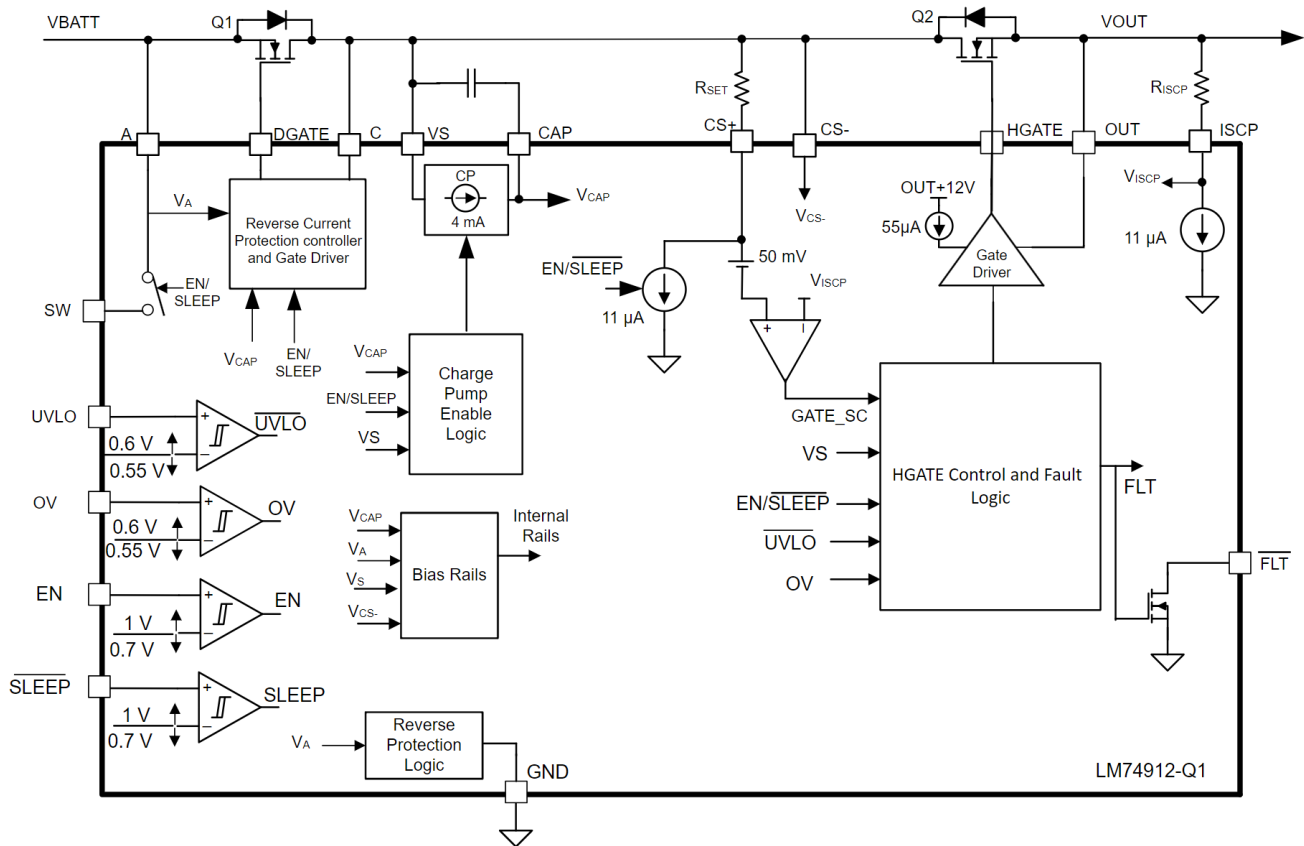 VBATT
Q1
Q2
VOUT
RSET
RISCP
A
DGATE
C
VS
CAP
CS+
CS-
HGATE
OUT
ISCP
CP
4 mA
VCAP
VA
Reverse Current
Protection controller
and Gate Driver
VCS-
OUT+12V
55µA
VISCP
11 µA
Gate
Driver
50 mV
EN/SLEEP
11 µA
VISCP
+
–
EN/
SLEEP
SW
VCAP
EN/
SLEEP
VCAP
EN/SLEEP
VS
Charge
Pump
Enable
Logic
GATE_SC
VS
EN/SLEEP
UVLO
OV
HGATE Control and Fault
Logic
FLT
FLT
UVLO
+
–
0.6 V
0.55 V
UVLO
OV
+
–
0.6 V
0.55 V
OV
EN
+
–
1 V
0.7 V
EN
SLEEP
+
–
1 V
0.7 V
SLEEP
VCAP
VA
VS
VCS-
Bias Rails
Internal
Rails
VA
Reverse
Protection
Logic
GND
LM74912-Q1